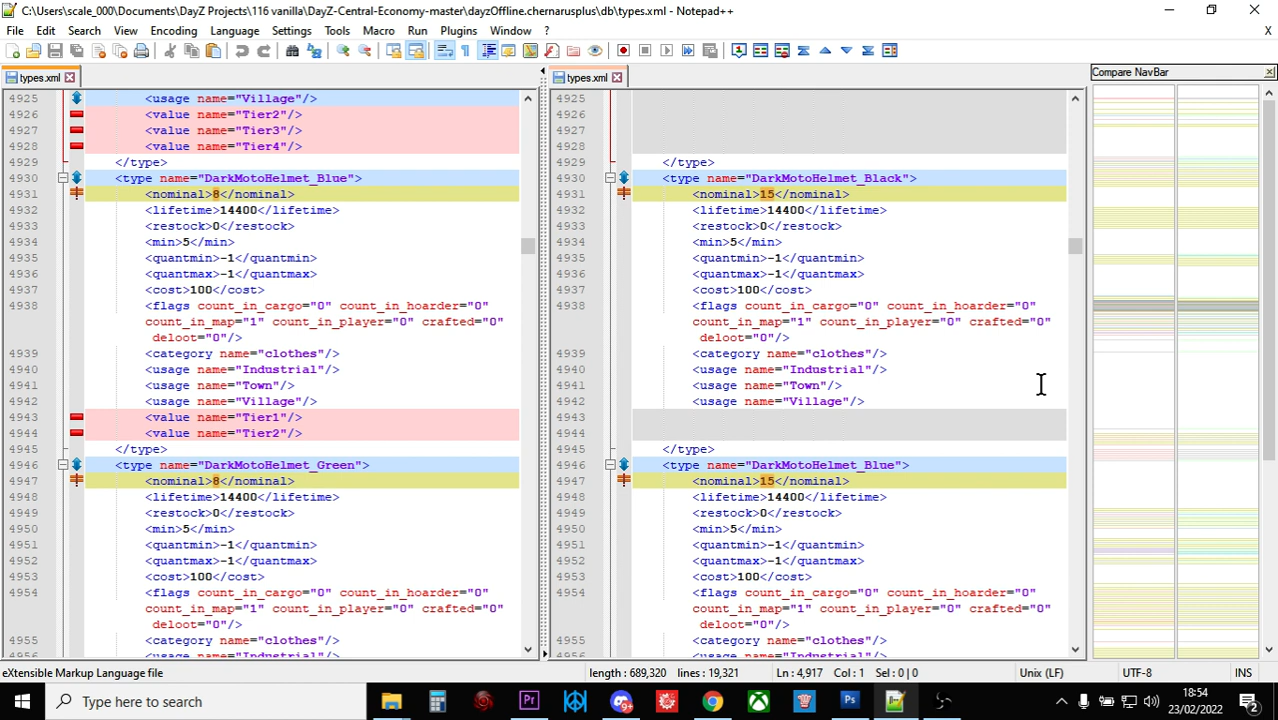 C:\Users\scale_000\Documents\DayZ Projects\116 vanilla\DayZ-Central-Economy-master\dayzOffline.chernarusplus\db\types.xml - Notepad++
File Edit Search View Encoding Language Settings Tools Macro Run Plugins Window ? X
types.xml
4925 <usage name="Village"/>
4926 <value name="Tier2"/>
4927 <value name="Tier3"/>
4928 <value name="Tier4"/>
4929 </type>
4930 <type name="DarkMotoHelmet_Blue">
4931 <nominal>8</nominal>
4932 <lifetime>14400</lifetime>
4933 <restock>0</restock>
4934 <min>5</min>
4935 <quantmin>-1</quantmin>
4936 <quantmax>-1</quantmax>
4937 <cost>100</cost>
4938 <flags count_in_cargo="0" count_in_hoarder="0"
count_in_map="1" count_in_player="0" crafted="0"
deloot="0"/>
4939 <category name="clothes"/>
4940 <usage name="Industrial"/>
4941 <usage name="Town"/>
4942 <usage name="Village"/>
4943 <value name="Tier1"/>
4944 <value name="Tier2"/>
4945 </type>
4946 <type name="DarkMotoHelmet_Green">
4947 <nominal>8</nominal>
4948 <lifetime>14400</lifetime>
4949 <restock>0</restock>
4950 <min>5</min>
4951 <quantmin>-1</quantmin>
4952 <quantmax>-1</quantmax>
4953 <cost>100</cost>
4954 <flags count_in_cargo="0" count_in_hoarder="0"
count_in_map="1" count_in_player="0" crafted="0"
deloot="0"/>
4955 <category name="clothes"/>
4956 <usage name="Industrial"/>
types.xml
4925
4926
4927
4928
4929 </type>
4930 <type name="DarkMotoHelmet_Black">
4931 <nominal>15</nominal>
4932 <lifetime>14400</lifetime>
4933 <restock>0</restock>
4934 <min>5</min>
4935 <quantmin>-1</quantmin>
4936 <quantmax>-1</quantmax>
4937 <cost>100</cost>
4938 <flags count_in_cargo="0" count_in_hoarder="0"
count_in_map="1" count_in_player="0" crafted="0"
deloot="0"/>
4939 <category name="clothes"/>
4940 <usage name="Industrial"/>
4941 <usage name="Town"/>
4942 <usage name="Village"/>
4943
4944
4945 </type>
4946 <type name="DarkMotoHelmet_Blue">
4947 <nominal>15</nominal>
4948 <lifetime>14400</lifetime>
4949 <restock>0</restock>
4950 <min>5</min>
4951 <quantmin>-1</quantmin>
4952 <quantmax>-1</quantmax>
4953 <cost>100</cost>
4954 <flags count_in_cargo="0" count_in_hoarder="0"
count_in_map="1" count_in_player="0" crafted="0"
deloot="0"/>
4955 <category name="clothes"/>
4956 <usage name="Industrial"/>
Compare NavBar
eXtensible Markup Language file length : 689,320 lines : 19,321 Ln : 4,917 Col : 1 Sel : 0 | 0 Unix (LF) UTF-8 INS
Type here to search
18:54
23/02/2022
2